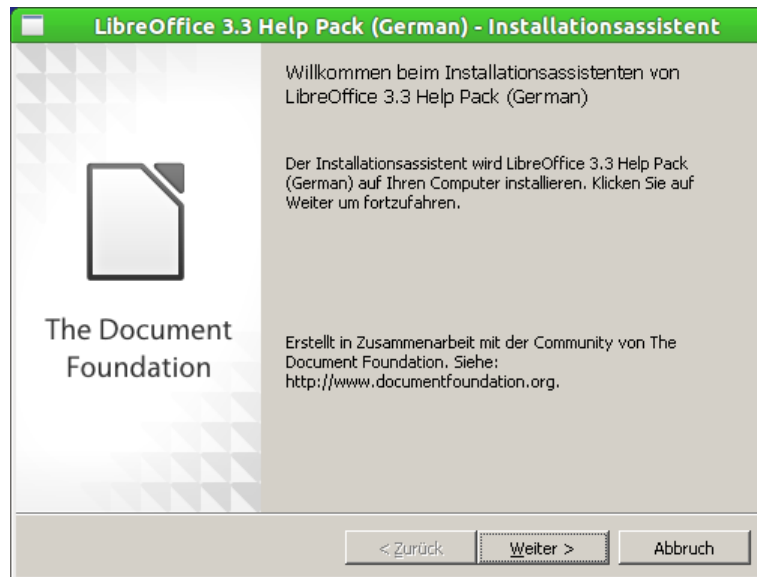 LibreOffice 3.3 Help Pack (German) - Installationsassistent
Willkommen beim Installationsassistenten von
LibreOffice 3.3 Help Pack (German)
Der Installationsassistent wird LibreOffice 3.3 Help Pack
(German) auf Ihren Computer installieren. Klicken Sie auf
Weiter um fortzufahren.
The Document
Foundation
Erstellt in Zusammenarbeit mit der Community von The
Document Foundation. Siehe:
http://www.documentfoundation.org.
< Zurück
Weiter >
Abbruch